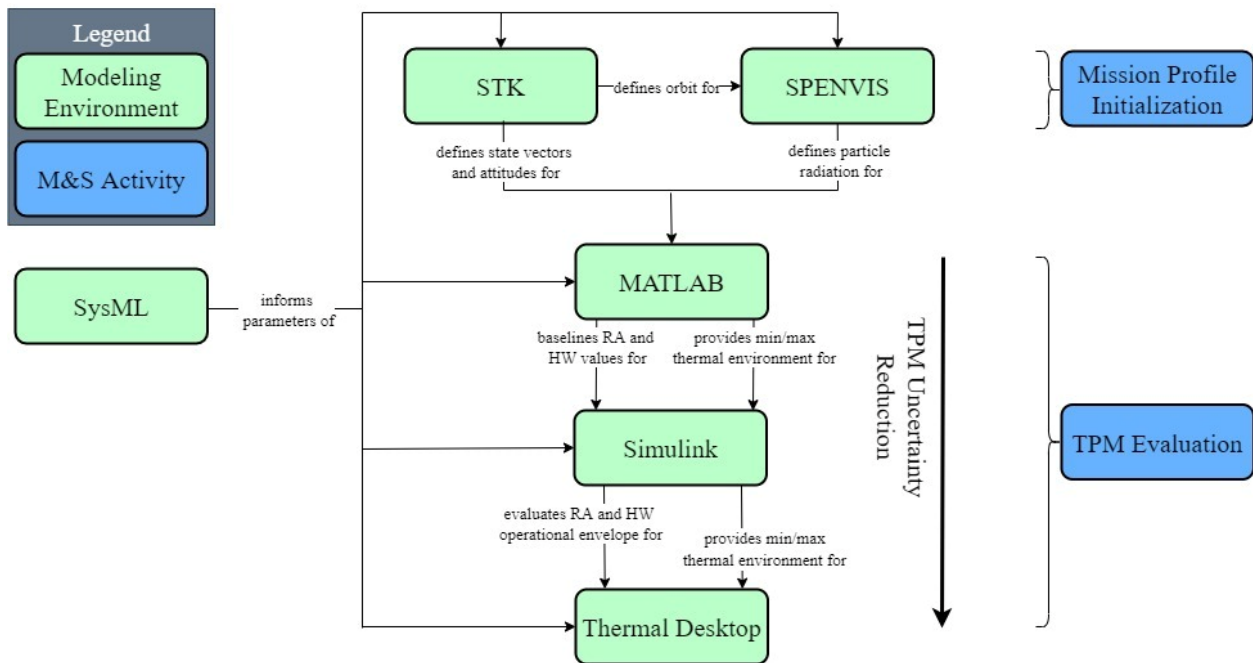 Legend
Modeling
Environment
M&S Activity
STK
defines orbit for
SPENVIS
Mission Profile
Initialization
defines state vectors
and attitudes for
defines particle
radiation for
SysML
informs
parameters of
MATLAB
baselines RA and
HW values for
provides min/max
thermal environment for
Simulink
TPM Uncertainty
Reduction
TPM Evaluation
evaluates RA and HW
operational envelope for
provides min/max
thermal environment for
Thermal Desktop